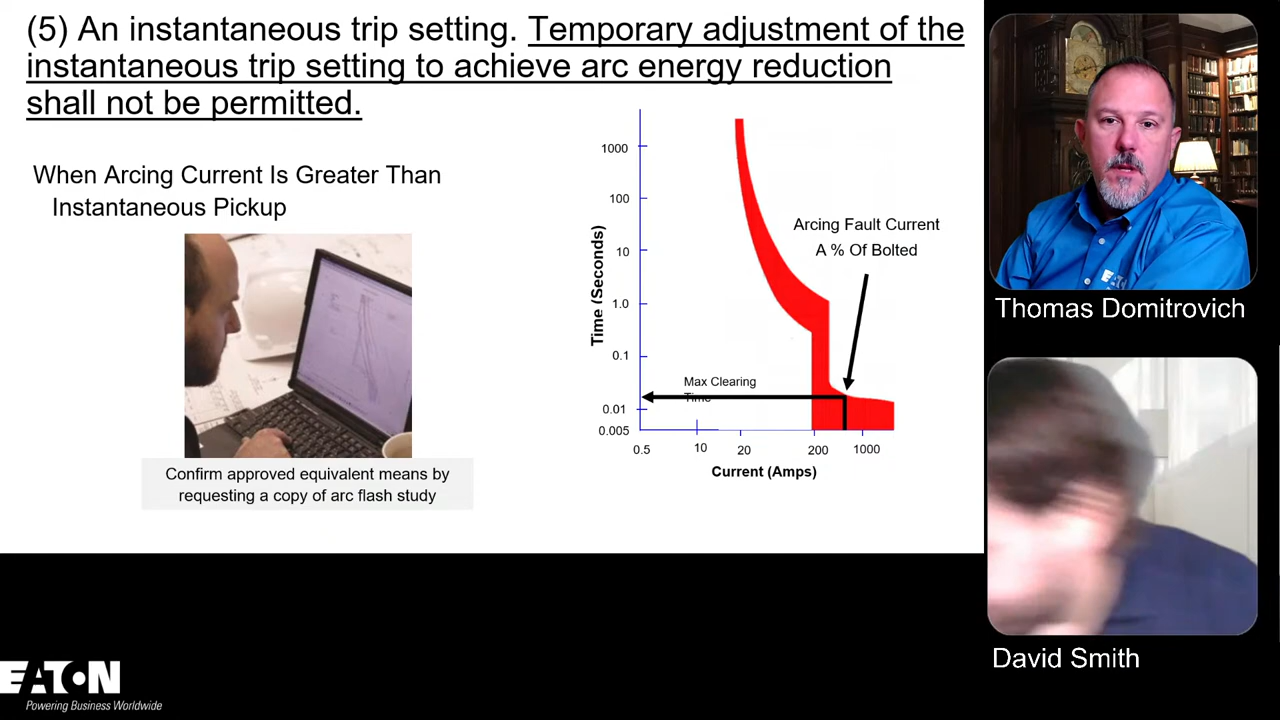 (5) An instantaneous trip setting. Temporary adjustment of the
instantaneous trip setting to achieve arc energy reduction
shall not be permitted.
When Arcing Current Is Greater Than
Instantaneous Pickup
Confirm approved equivalent means by
requesting a copy of arc flash study
Time (Seconds)
1000
100
10
1.0
0.1
0.01
0.005
Arcing Fault Current
A % Of Bolted
Max Clearing
Time
0.5
10
20
200
1000
Current (Amps)
EATON
Thomas Domitrovich
David Smith
EATON
Powering Business Worldwide